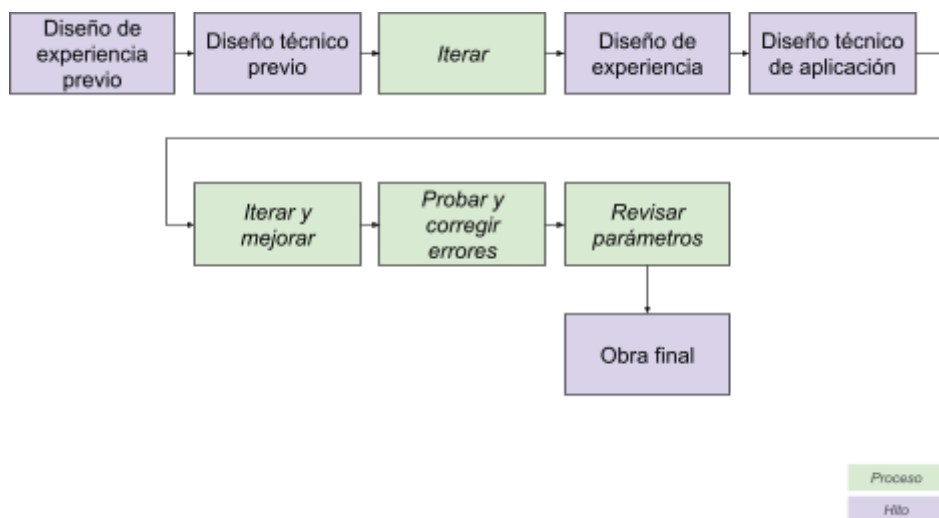 Diseño de
experiencia
previo
Diseño técnico
previo
Iterar
Diseño de
experiencia
Diseño técnico
de aplicación
Iterar y
mejorar
Probar y
corregir
errores
Revisar
parámetros
Obra final
Proceso
Hito